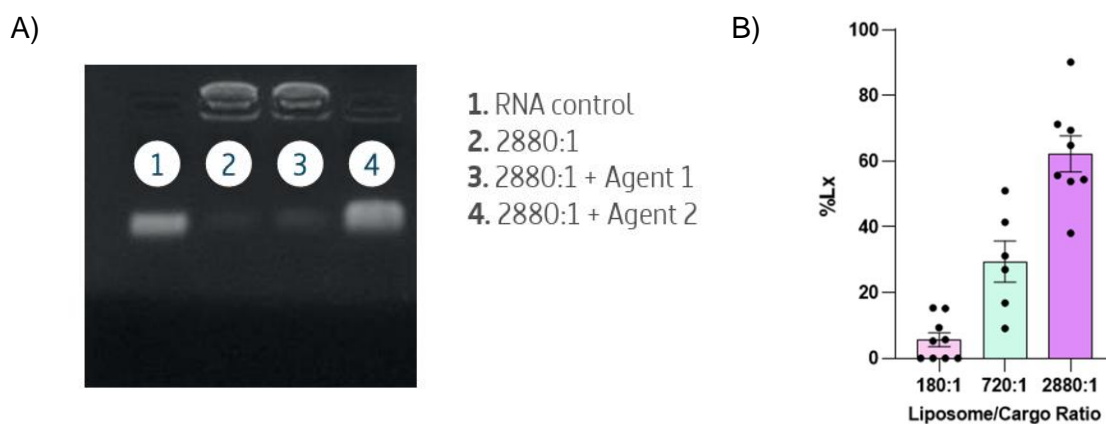 A)
1 2 3 4
1. RNA control
2. 2880:1
3. 2880:1 + Agent 1
4. 2880:1 + Agent 2
B)
%Lx
100
80
60
40
20
0
180:1 720:1 2880:1
Liposome/Cargo Ratio